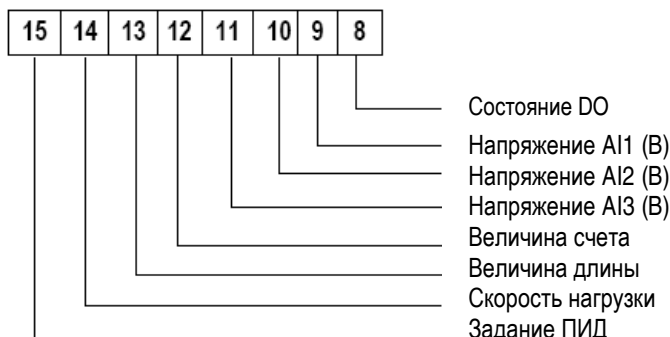 15 14 13 12 11 10 9 8
Состояние DO
Напряжение AI1 (В)
Напряжение AI2 (В)
Напряжение AI3 (В)
Величина счета
Величина длины
Скорость нагрузки
Задание ПИД